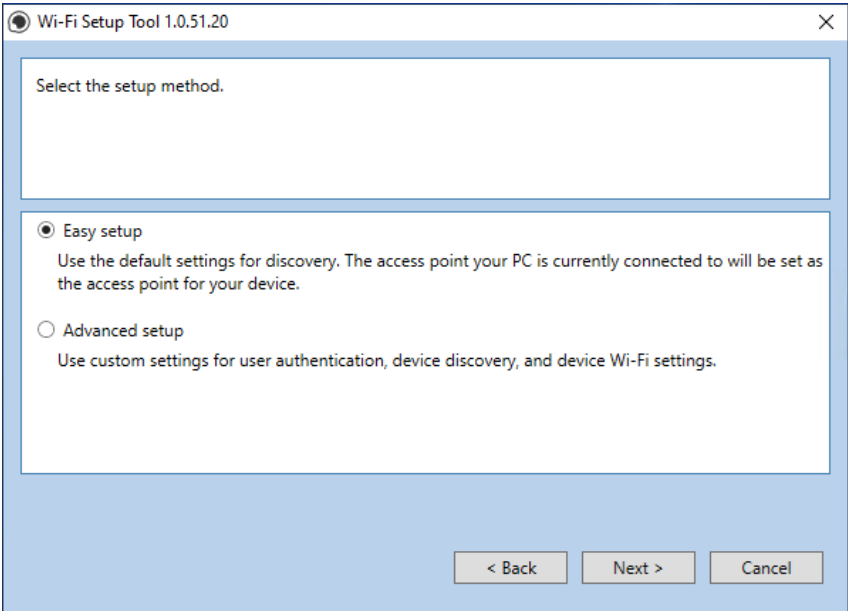 Wi-Fi Setup Tool 1.0.51.20
Select the setup method.
Easy setup
Use the default settings for discovery. The access point your PC is currently connected to will be set as
the access point for your device.
Advanced setup
Use custom settings for user authentication, device discovery, and device Wi-Fi settings.
< Back
Next >
Cancel